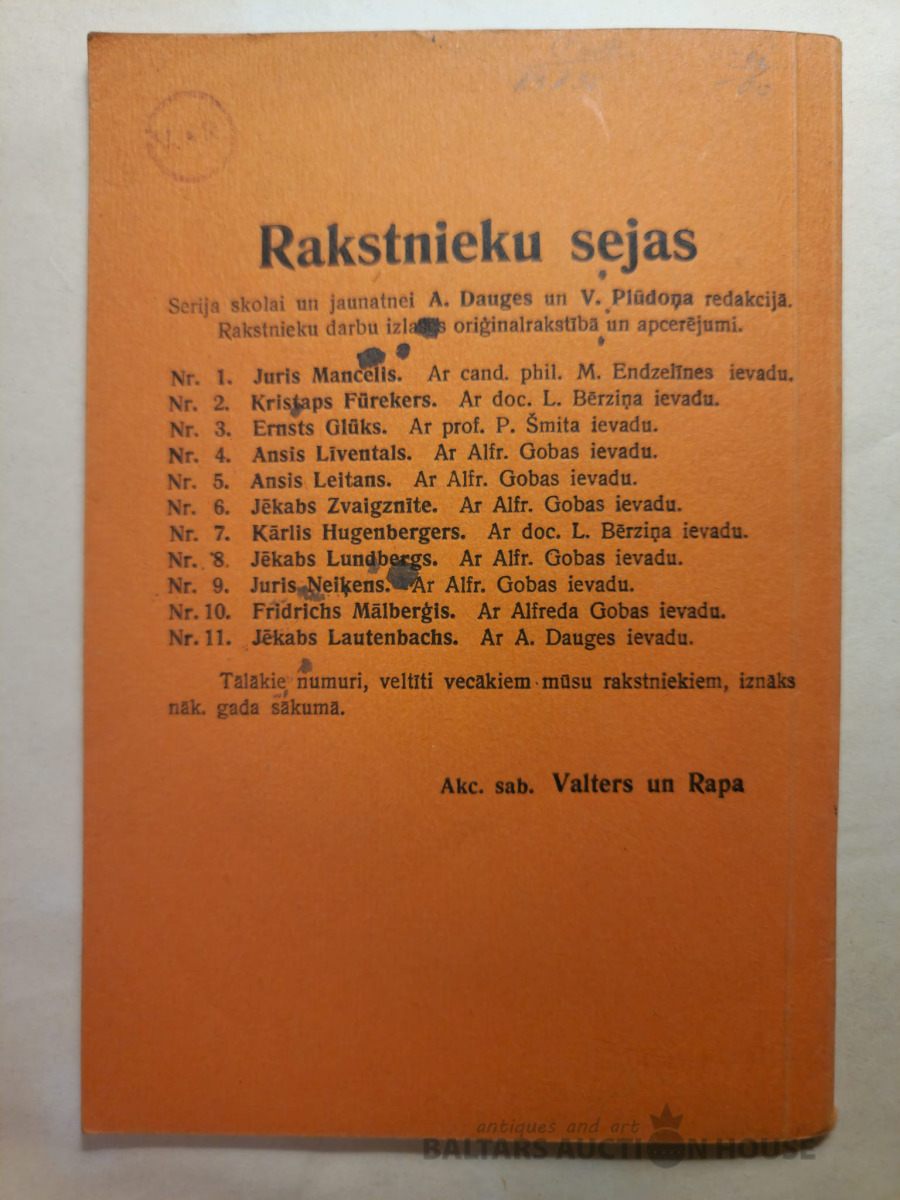 V. & R
Rakstnieku sejas
Serija skolai un jaunatnei A. Dauges un V. Plūdoņa redakcijā.
Rakstnieku darbu izlases oriģinalrakstībā un apcerējumi.
Nr. 1. Juris Mancelis. Ar cand. phil. M. Endzelīnes ievadu.
Nr. 2. Kristaps Fūrekers. Ar doc. L. Bērziņa ievadu.
Nr. 3. Ernsts Glūks. Ar prof. P. Šmita ievadu.
Nr. 4. Ansis Līventals. Ar Alfr. Gobas ievadu.
Nr. 5. Ansis Leitans. Ar Alfr. Gobas ievadu.
Nr. 6. Jēkabs Zvaigznīte. Ar Alfr. Gobas ievadu.
Nr. 7. Kārlis Hugenbergers. Ar doc. L. Bērziņa ievadu.
Nr. 8. Jēkabs Lundbergs. Ar Alfr. Gobas ievadu.
Nr. 9. Juris Neiķens. Ar Alfr. Gobas ievadu.
Nr. 10. Fridrichs Mālberģis. Ar Alfreda Gobas ievadu.
Nr. 11. Jēkabs Lautenbachs. Ar A. Dauges ievadu.
Tālākie numuri, veltīti vecākiem mūsu rakstniekiem, iznāks
nāk. gada sākumā.
Akc. sab. Valters un Rapa
antiques and art
BALTARS AUCTION HOUSE